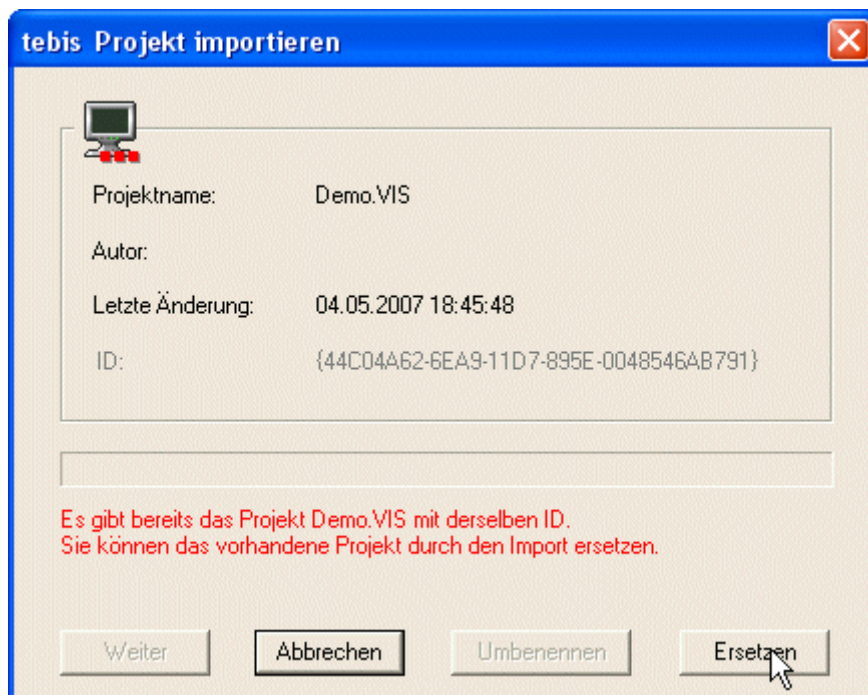 tebis Projekt importieren
Projektname: Demo.VIS
Autor:
Letzte Änderung: 04.05.2007 18:45:48
ID: {44C04A62-6EA9-11D7-895E-0048546AB791}
Es gibt bereits das Projekt Demo.VIS mit derselben ID.
Sie können das vorhandene Projekt durch den Import ersetzen.
Weiter Abbrechen Umbenennen Ersetzen